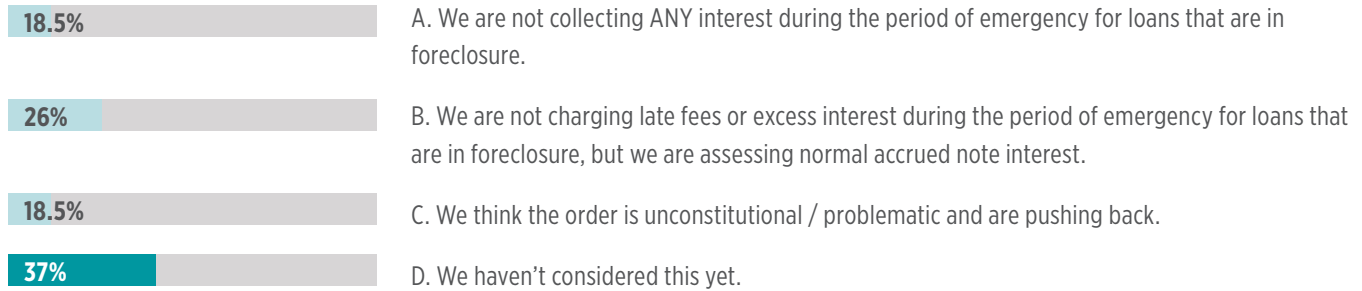 18.5%
A. We are not collecting ANY interest during the period of emergency for loans that are in
foreclosure.
26%
B. We are not charging late fees or excess interest during the period of emergency for loans that
are in foreclosure, but we are assessing normal accrued note interest.
18.5%
C. We think the order is unconstitutional / problematic and are pushing back.
37%
D. We haven’t considered this yet.